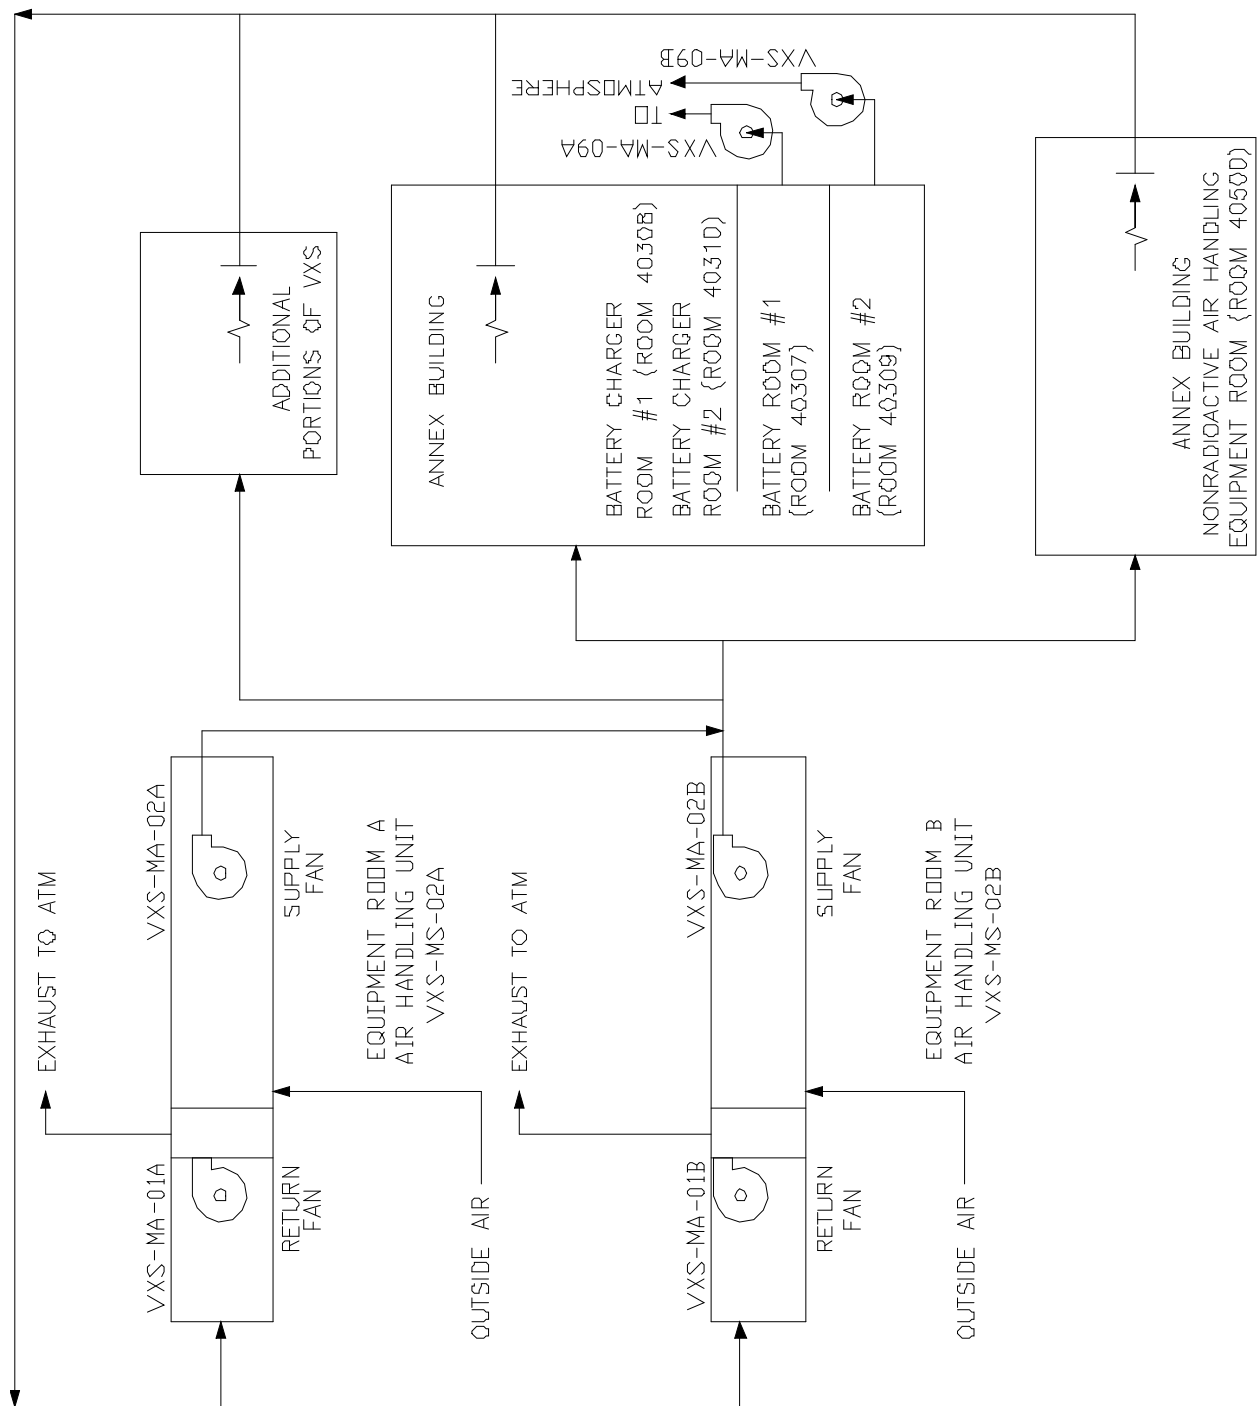 VXS-MA-09B
ATMOSPHERE
TO
VXS-MA-09A
ADDITIONAL
PORTIONS OF VXS
ANNEX BUILDING
BATTERY CHARGER
ROOM #1 (ROOM 40308)
BATTERY CHARGER
ROOM #2 (ROOM 40310)
BATTERY ROOM #1
(ROOM 40307)
BATTERY ROOM #2
(ROOM 40309)
ANNEX BUILDING
NONRADIOACTIVE AIR HANDLING
EQUIPMENT ROOM (ROOM 40500)
EXHAUST TO ATM
VXS-MA-02A
SUPPLY
FAN
EQUIPMENT ROOM A
AIR HANDLING UNIT
VXS-MS-02A
VXS-MA-01A
RETURN
FAN
OUTSIDE AIR
EXHAUST TO ATM
VXS-MA-02B
SUPPLY
FAN
EQUIPMENT ROOM B
AIR HANDLING UNIT
VXS-MS-02B
VXS-MA-01B
RETURN
FAN
OUTSIDE AIR